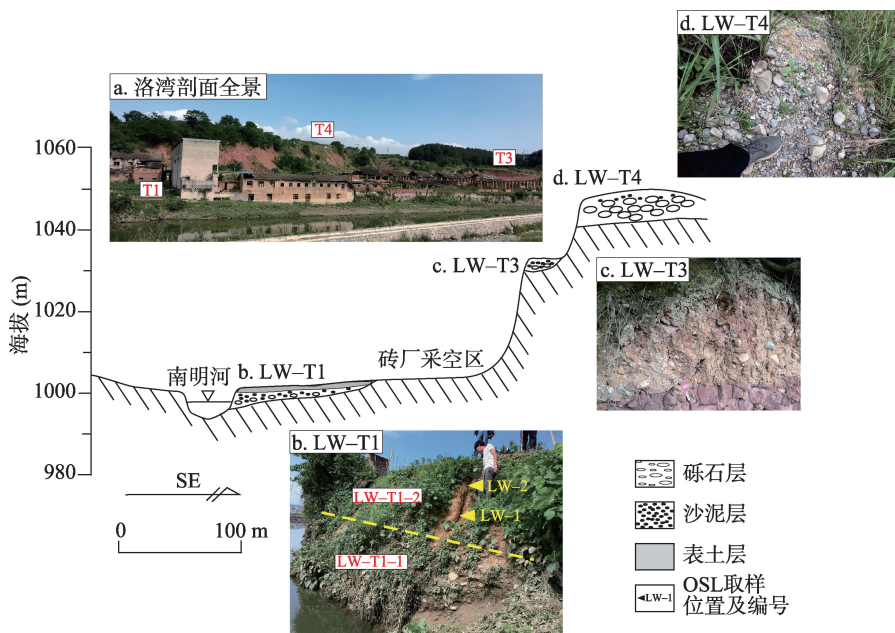 d. LW–T4
a. 洛湾剖面全景
T4
T3
T1
1060
1040
1020
1000
980
海拔 (m)
d. LW–T4
c. LW–T3
c. LW–T3
砖厂采空区
b. LW–T1
南明河
b. LW–T1
LW–2
LW–T1–2
LW–1
LW–T1–1
SE
0 100 m
砾石层
沙泥层
表土层
LW–1 OSL取样
位置及编号